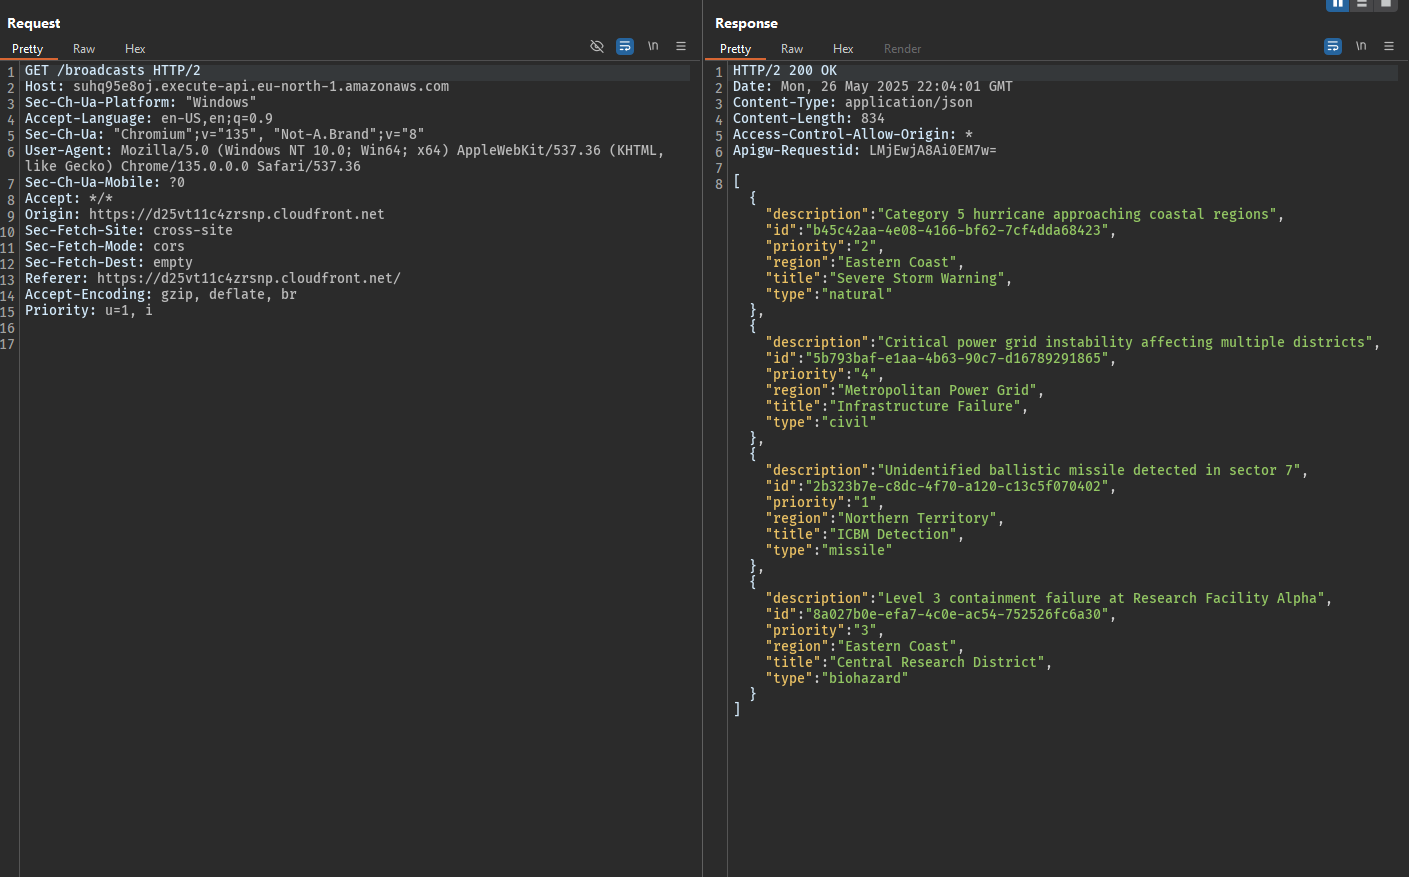 Request
Pretty Raw Hex \n
1 GET /broadcasts HTTP/2
2 Host: suhq95e8oj.execute-api.eu-north-1.amazonaws.com
3 Sec-Ch-Ua-Platform: "Windows"
4 Accept-Language: en-US,en;q=0.9
5 Sec-Ch-Ua: "Chromium";v="135", "Not-A.Brand";v="8"
6 User-Agent: Mozilla/5.0 (Windows NT 10.0; Win64; x64) AppleWebKit/537.36 (KHTML,
like Gecko) Chrome/135.0.0.0 Safari/537.36
7 Sec-Ch-Ua-Mobile: ?0
8 Accept: */*
9 Origin: https://d25vt11c4zrsnp.cloudfront.net
10 Sec-Fetch-Site: cross-site
11 Sec-Fetch-Mode: cors
12 Sec-Fetch-Dest: empty
13 Referer: https://d25vt11c4zrsnp.cloudfront.net/
14 Accept-Encoding: gzip, deflate, br
15 Priority: u=1, i
16
17
Response
Pretty Raw Hex Render \n
1 HTTP/2 200 OK
2 Date: Mon, 26 May 2025 22:04:01 GMT
3 Content-Type: application/json
4 Content-Length: 834
5 Access-Control-Allow-Origin: *
6 Apigw-Requestid: LMjEwjA8Ai0EM7w=
7
8 [
{
"description":"Category 5 hurricane approaching coastal regions",
"id":"b45c42aa-4e08-4166-bf62-7cf4dda68423",
"priority":"2",
"region":"Eastern Coast",
"title":"Severe Storm Warning",
"type":"natural"
},
{
"description":"Critical power grid instability affecting multiple districts",
"id":"5b793baf-e1aa-4b63-90c7-d16789291865",
"priority":"4",
"region":"Metropolitan Power Grid",
"title":"Infrastructure Failure",
"type":"civil"
},
{
"description":"Unidentified ballistic missile detected in sector 7",
"id":"2b323b7e-c8dc-4f70-a120-c13c5f070402",
"priority":"1",
"region":"Northern Territory",
"title":"ICBM Detection",
"type":"missile"
},
{
"description":"Level 3 containment failure at Research Facility Alpha",
"id":"8a027b0e-efa7-4c0e-ac54-752526fc6a30",
"priority":"3",
"region":"Eastern Coast",
"title":"Central Research District",
"type":"biohazard"
}
]